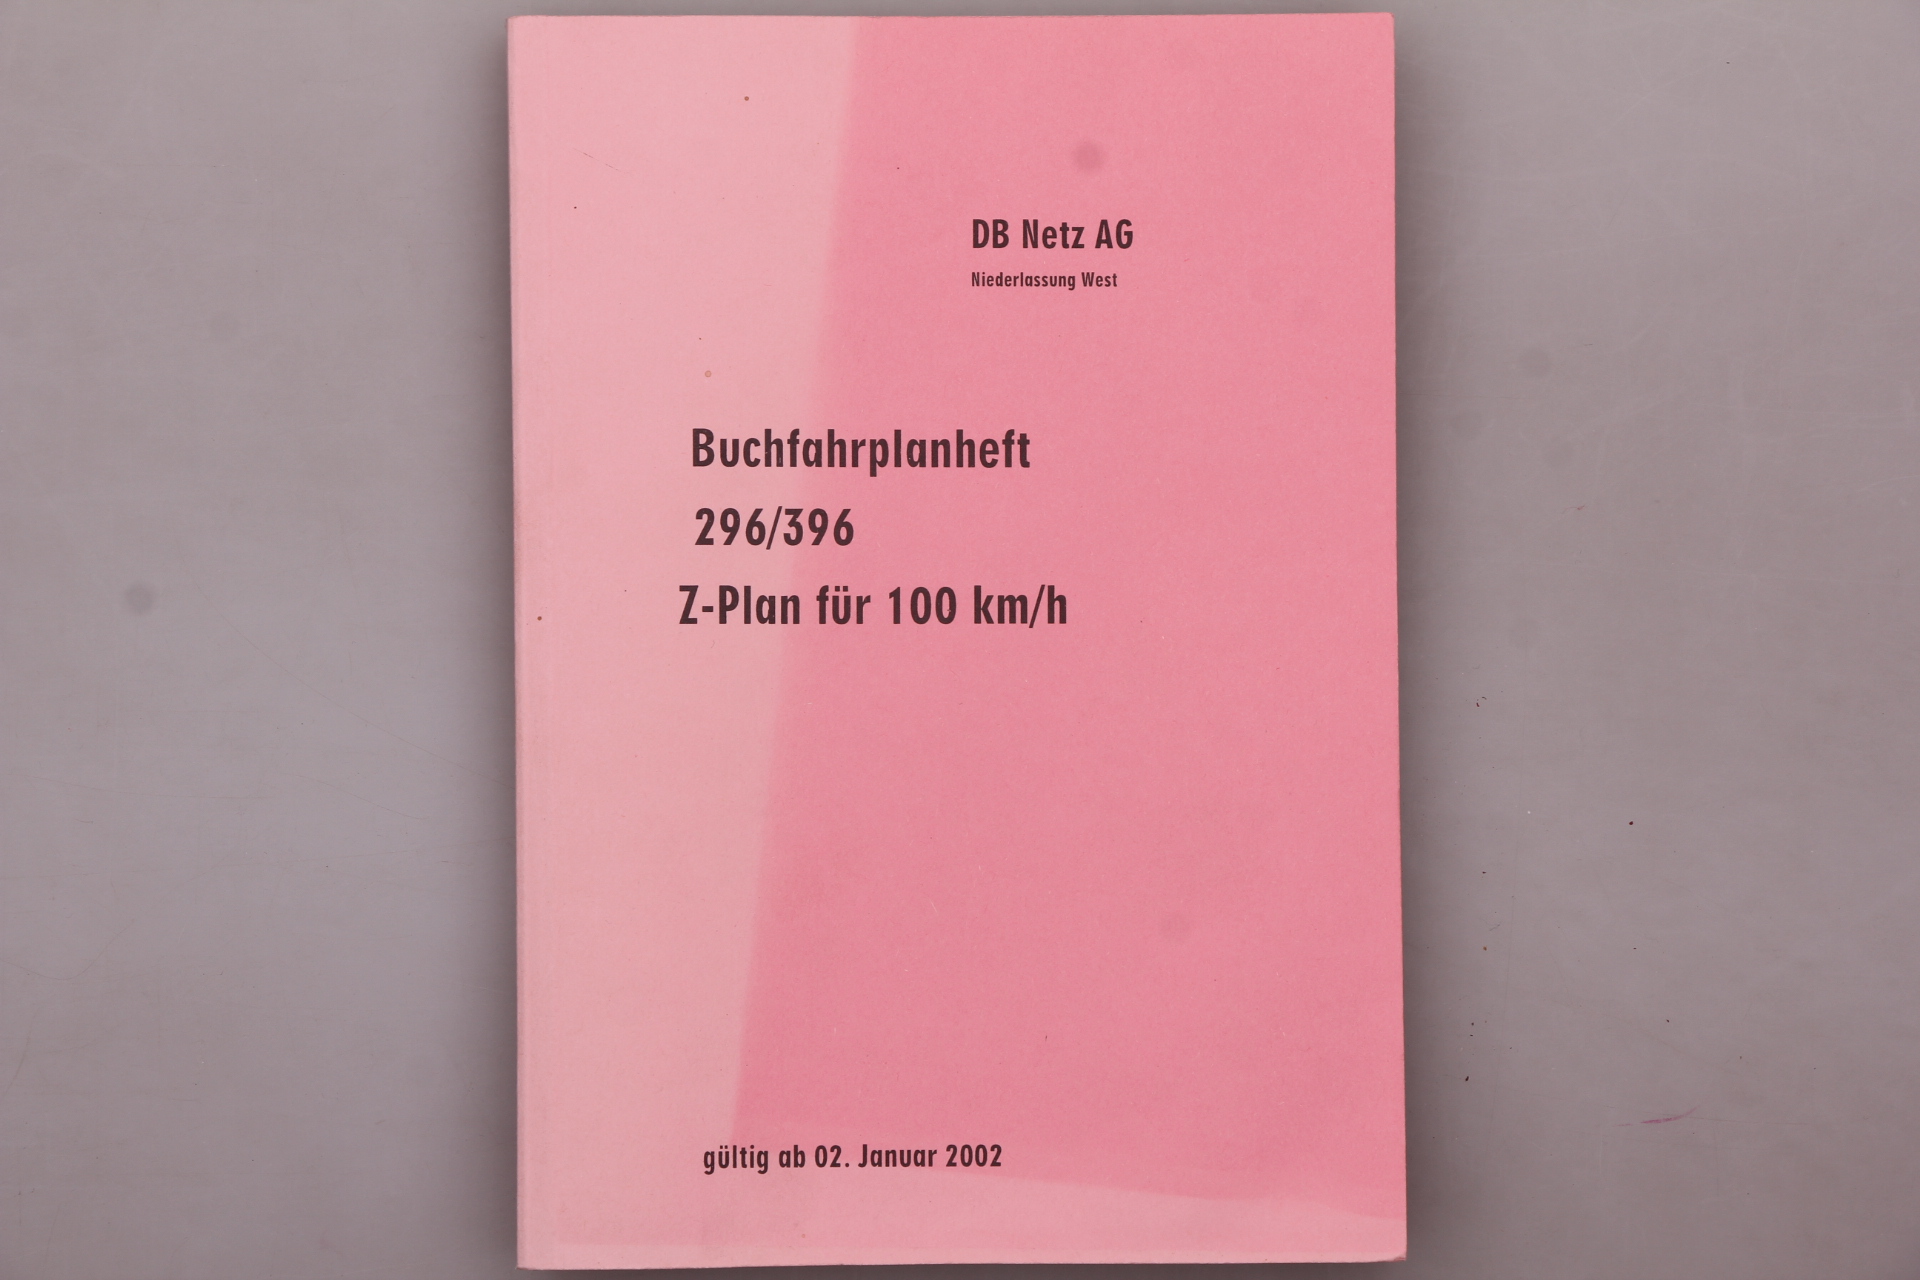 DB Netz AG
Niederlassung West
Buchfahrplanheft
296/396
Z-Plan für 100 km/h
gültig ab 02. Januar 2002